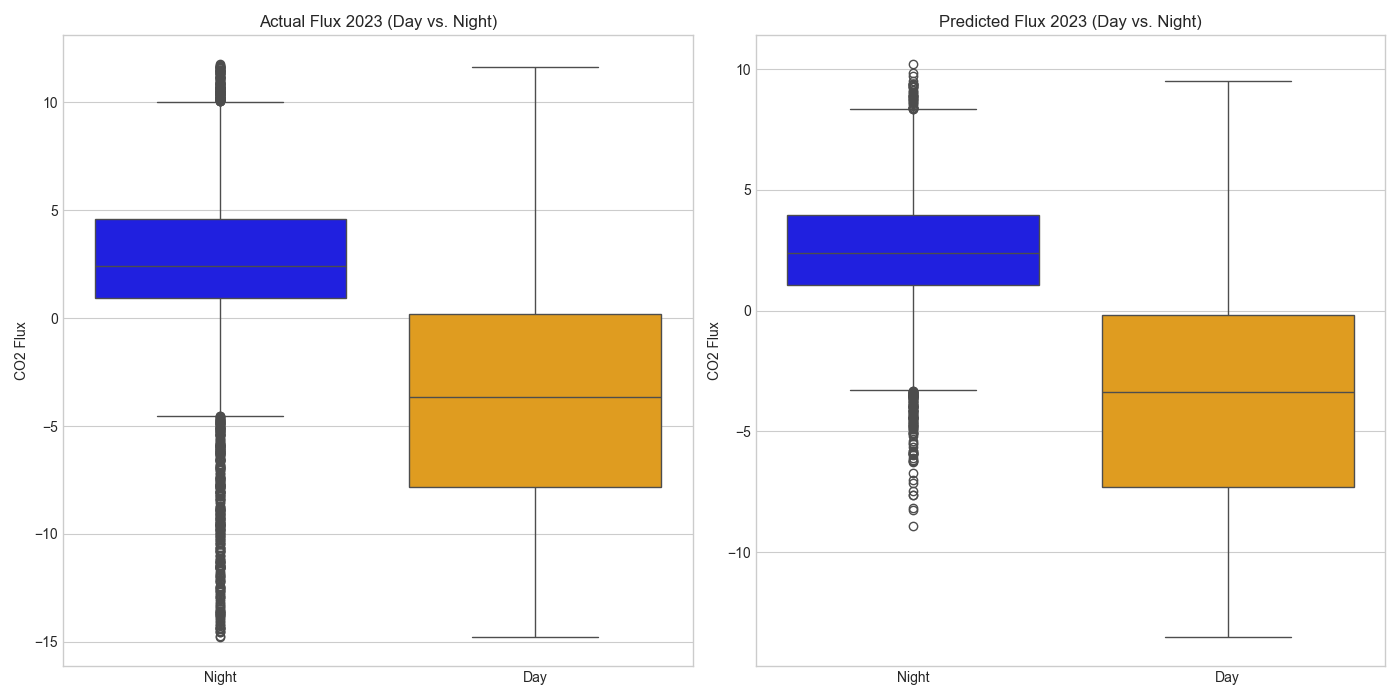 Actual Flux 2023 (Day vs. Night)
CO2 Flux
10
5
0
−5
−10
−15
Night
Day
Predicted Flux 2023 (Day vs. Night)
CO2 Flux
10
5
0
−5
−10
Night
Day